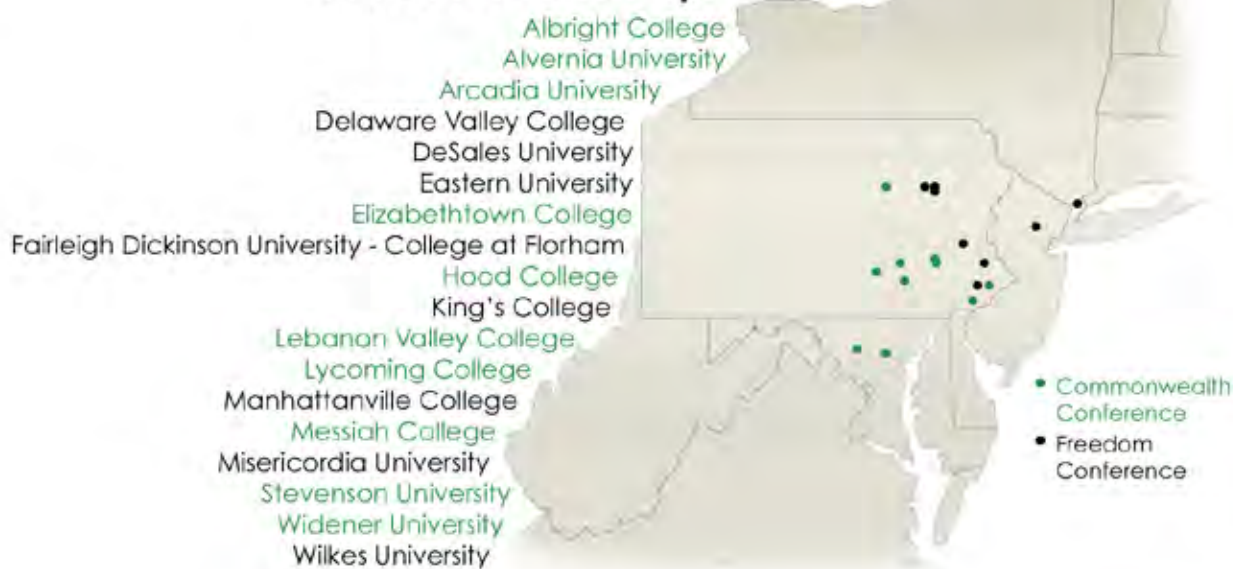 Albright College
Alvernia University
Arcadia University
Delaware Valley College
DeSales University
Eastern University
Elizabethtown College
Fairleigh Dickinson University - College at Florham
Hood College
King's College
Lebanon Valley College
Lycoming College
Manhattanville College
Messiah College
Misericordia University
Stevenson University
Widener University
Wilkes University
Commonwealth
Conference
Freedom
Conference